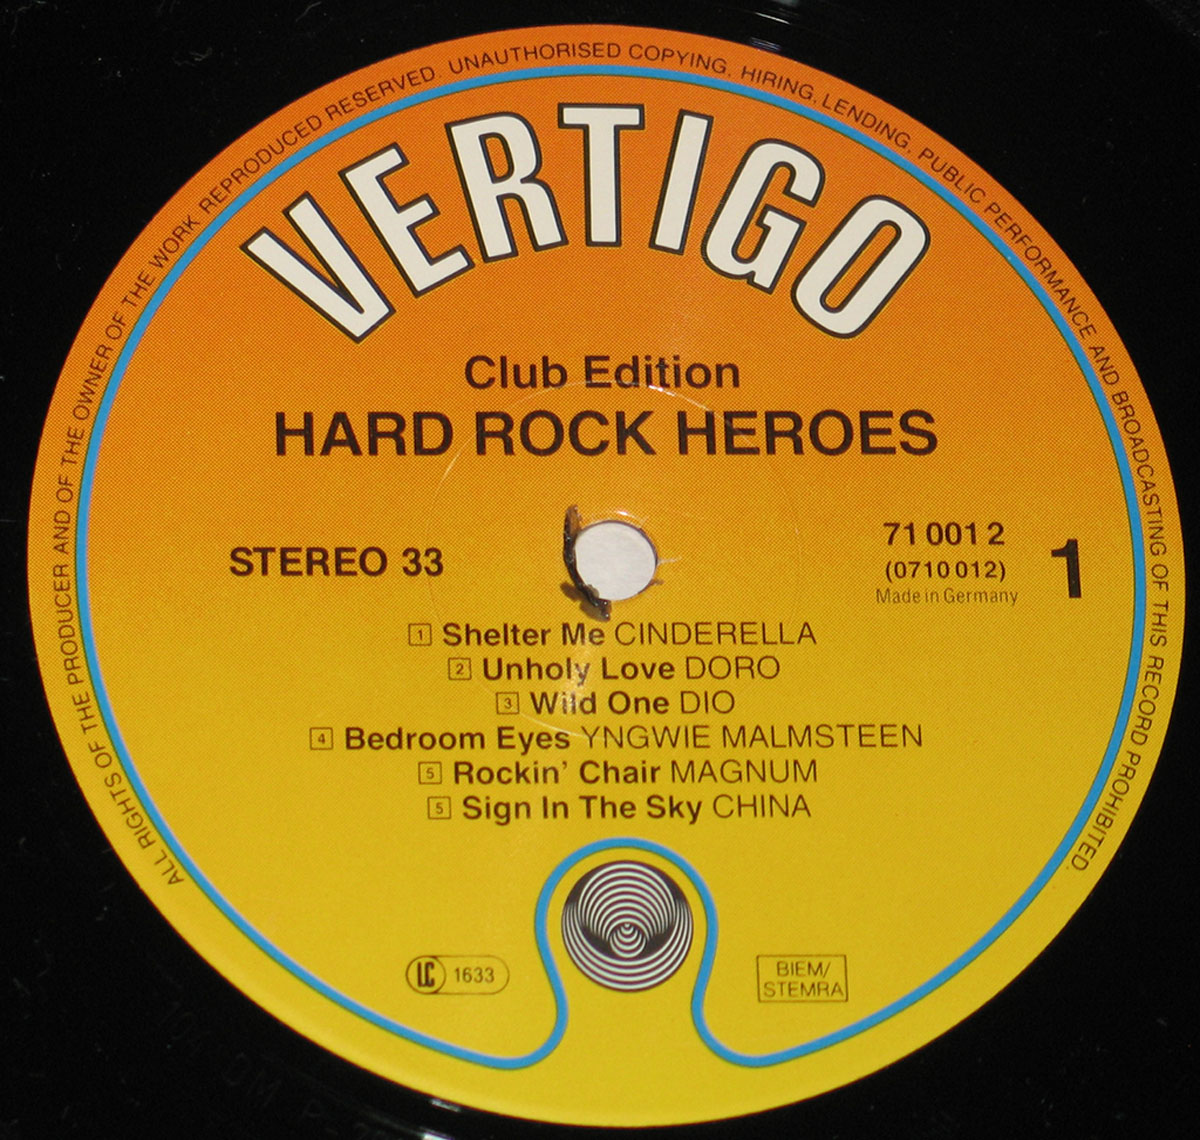 ALL RIGHTS OF THE PRODUCER AND OF THE OWNER OF THE WORK REPRODUCED RESERVED. UNAUTHORISED COPYING, HIRING, LENDING, PUBLIC PERFORMANCE AND BROADCASTING OF THIS RECORD PROHIBITED.
VERTIGO
Club Edition
HARD ROCK HEROES
STEREO 33
71 001 2
(0710 012)
Made in Germany
1
1 Shelter Me CINDERELLA
2 Unholy Love DORO
3 Wild One DIO
4 Bedroom Eyes YNGWIE MALMSTEEN
5 Rockin' Chair MAGNUM
5 Sign In The Sky CHINA
LC 1633
BIEM/
STEMRA